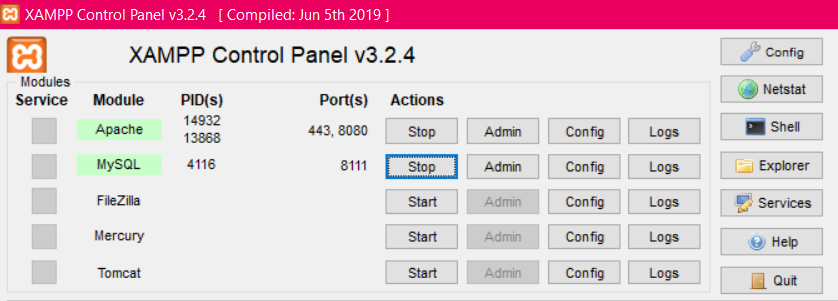 XAMPP Control Panel v3.2.4 [ Compiled: Jun 5th 2019 ]
XAMPP Control Panel v3.2.4
Config
Modules
Service Module PID(s) Port(s) Actions
Netstat
Apache 14932 13868 443, 8080 Stop Admin Config Logs
Shell
MySQL 4116 8111 Stop Admin Config Logs
Explorer
FileZilla Start Admin Config Logs
Services
Mercury Start Admin Config Logs
Help
Tomcat Start Admin Config Logs
Quit